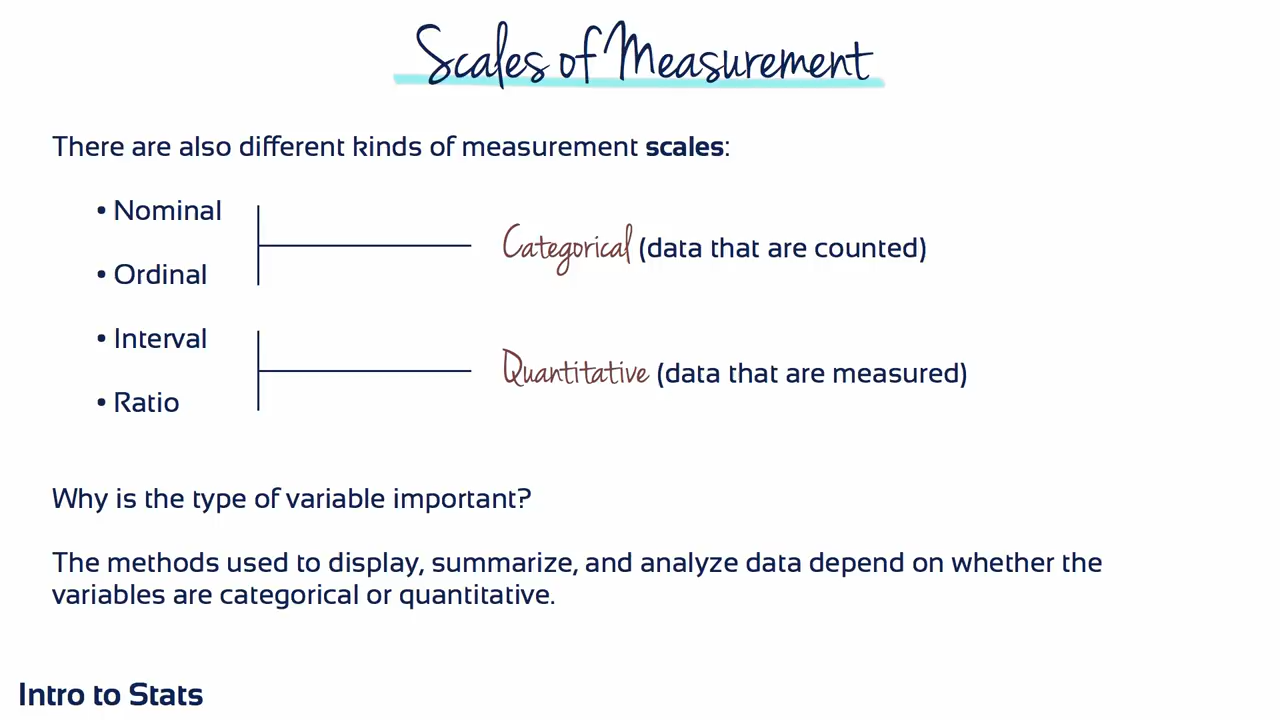 Scales of Measurement
There are also different kinds of measurement scales:
• Nominal
• Ordinal
Categorical (data that are counted)
• Interval
• Ratio
Quantitative (data that are measured)
Why is the type of variable important?
The methods used to display, summarize, and analyze data depend on whether the
variables are categorical or quantitative.
Intro to Stats